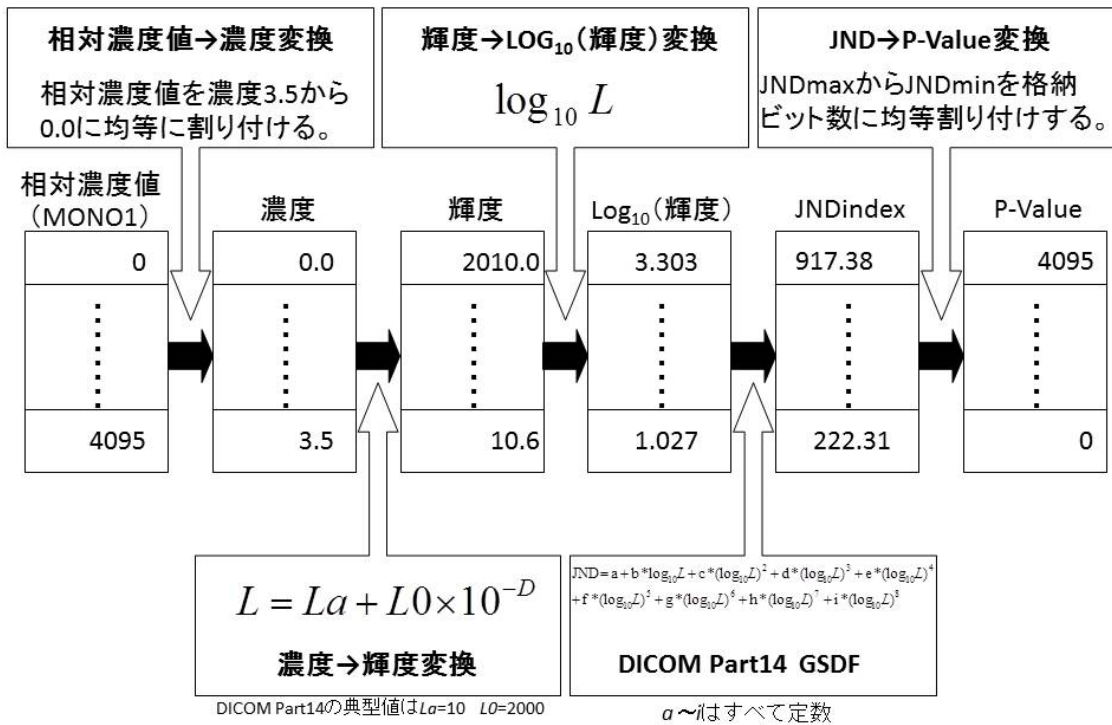 相対濃度値→濃度変換
相対濃度値を濃度3.5から
0.0に均等に割り付ける。
輝度→LOG₁₀(輝度)変換
log₁₀ L
JND→P-Value変換
JNDmaxからJNDminを格納
ビット数に均等割り付けする。
相対濃度値
(MONO1)
濃度
輝度
Log₁₀(輝度)
JNDindex
P-Value
0
0.0
2010.0
3.303
917.38
4095
4095
3.5
10.6
1.027
222.31
0
L = La + L0×10⁻ᴰ
濃度→輝度変換
DICOM Part14の典型値はLa=10 L0=2000
JND=a+b*log₁₀L+c*(log₁₀L)²+d*(log₁₀L)³+e*(log₁₀L)⁴
+f*(log₁₀L)⁵+g*(log₁₀L)⁶+h*(log₁₀L)⁷+i*(log₁₀L)⁸
DICOM Part14 GSDF
a~iはすべて定数